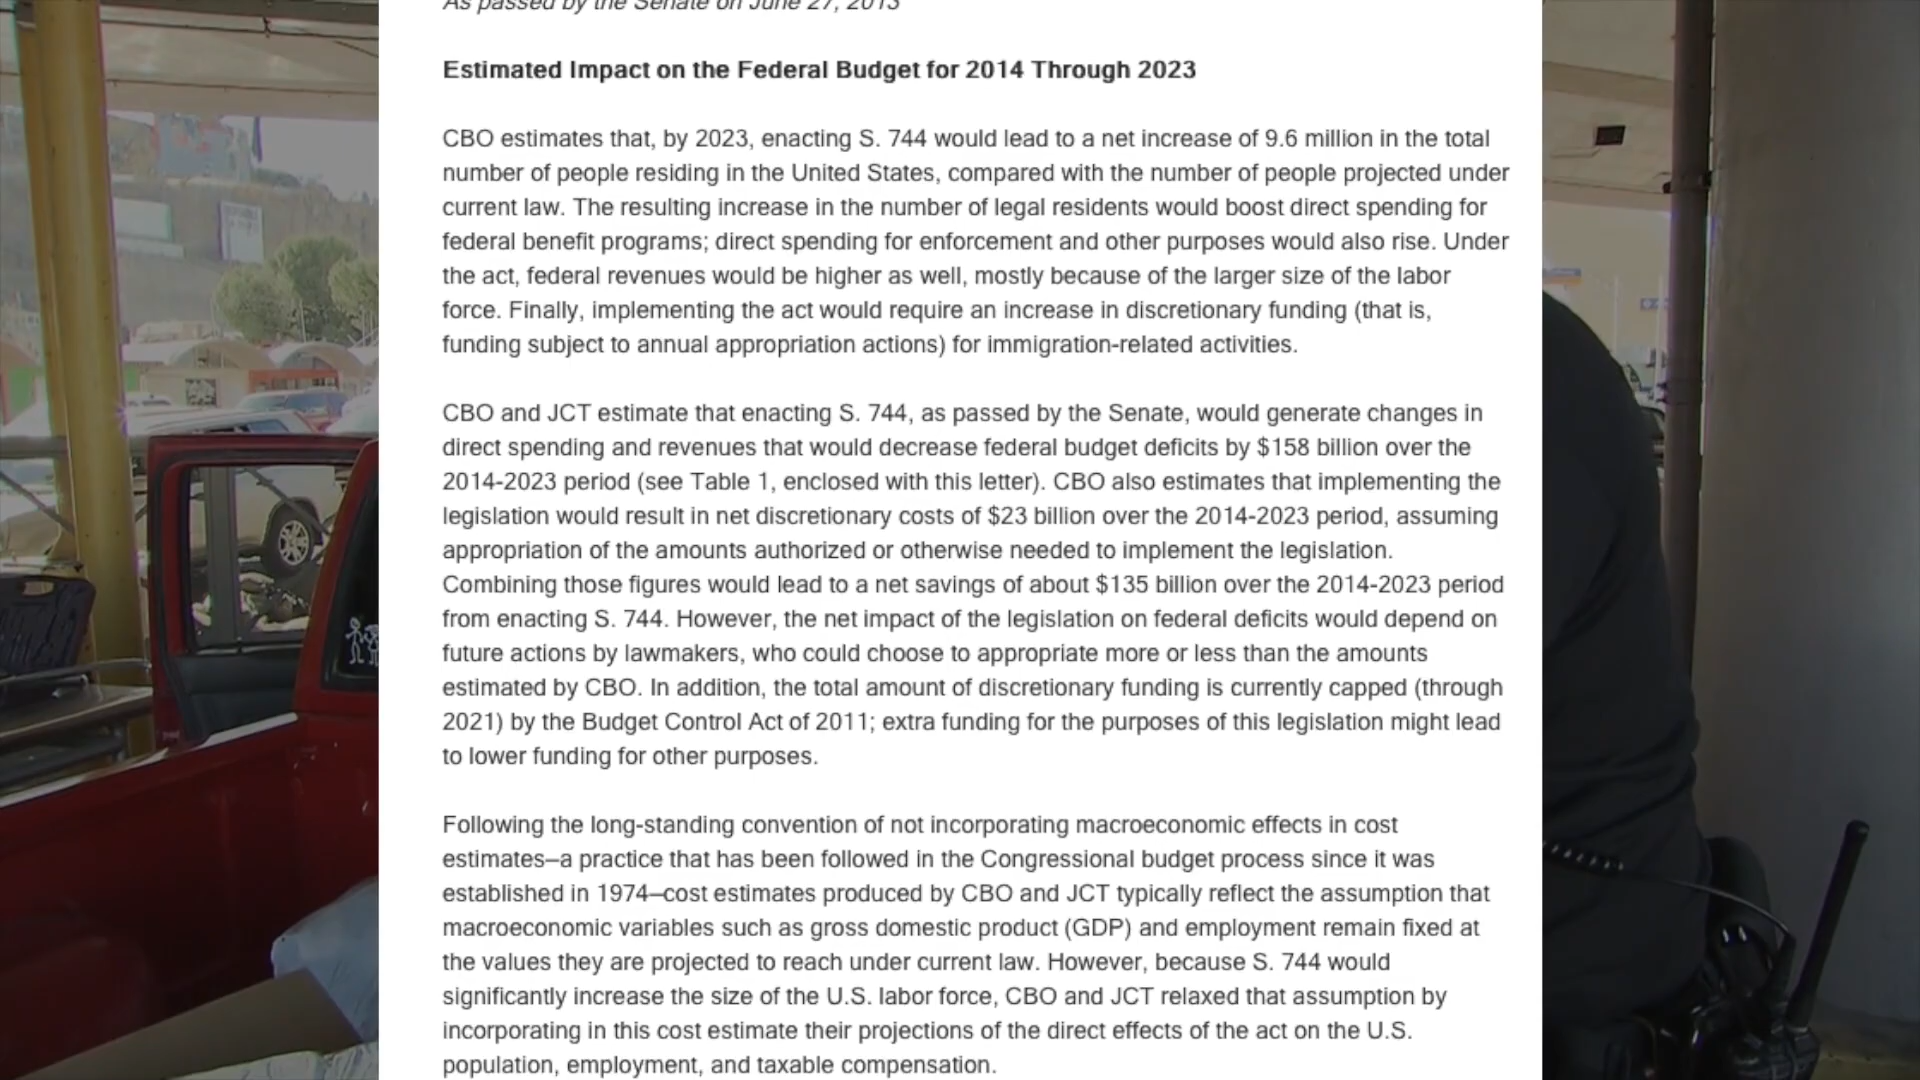 As passed by the Senate on June 27, 2013
Estimated Impact on the Federal Budget for 2014 Through 2023
CBO estimates that, by 2023, enacting S. 744 would lead to a net increase of 9.6 million in the total
number of people residing in the United States, compared with the number of people projected under
current law. The resulting increase in the number of legal residents would boost direct spending for
federal benefit programs; direct spending for enforcement and other purposes would also rise. Under
the act, federal revenues would be higher as well, mostly because of the larger size of the labor
force. Finally, implementing the act would require an increase in discretionary funding (that is,
funding subject to annual appropriation actions) for immigration-related activities.
CBO and JCT estimate that enacting S. 744, as passed by the Senate, would generate changes in
direct spending and revenues that would decrease federal budget deficits by $158 billion over the
2014-2023 period (see Table 1, enclosed with this letter). CBO also estimates that implementing the
legislation would result in net discretionary costs of $23 billion over the 2014-2023 period, assuming
appropriation of the amounts authorized or otherwise needed to implement the legislation.
Combining those figures would lead to a net savings of about $135 billion over the 2014-2023 period
from enacting S. 744. However, the net impact of the legislation on federal deficits would depend on
future actions by lawmakers, who could choose to appropriate more or less than the amounts
estimated by CBO. In addition, the total amount of discretionary funding is currently capped (through
2021) by the Budget Control Act of 2011; extra funding for the purposes of this legislation might lead
to lower funding for other purposes.
Following the long-standing convention of not incorporating macroeconomic effects in cost
estimates—a practice that has been followed in the Congressional budget process since it was
established in 1974—cost estimates produced by CBO and JCT typically reflect the assumption that
macroeconomic variables such as gross domestic product (GDP) and employment remain fixed at
the values they are projected to reach under current law. However, because S. 744 would
significantly increase the size of the U.S. labor force, CBO and JCT relaxed that assumption by
incorporating in this cost estimate their projections of the direct effects of the act on the U.S.
population, employment, and taxable compensation.